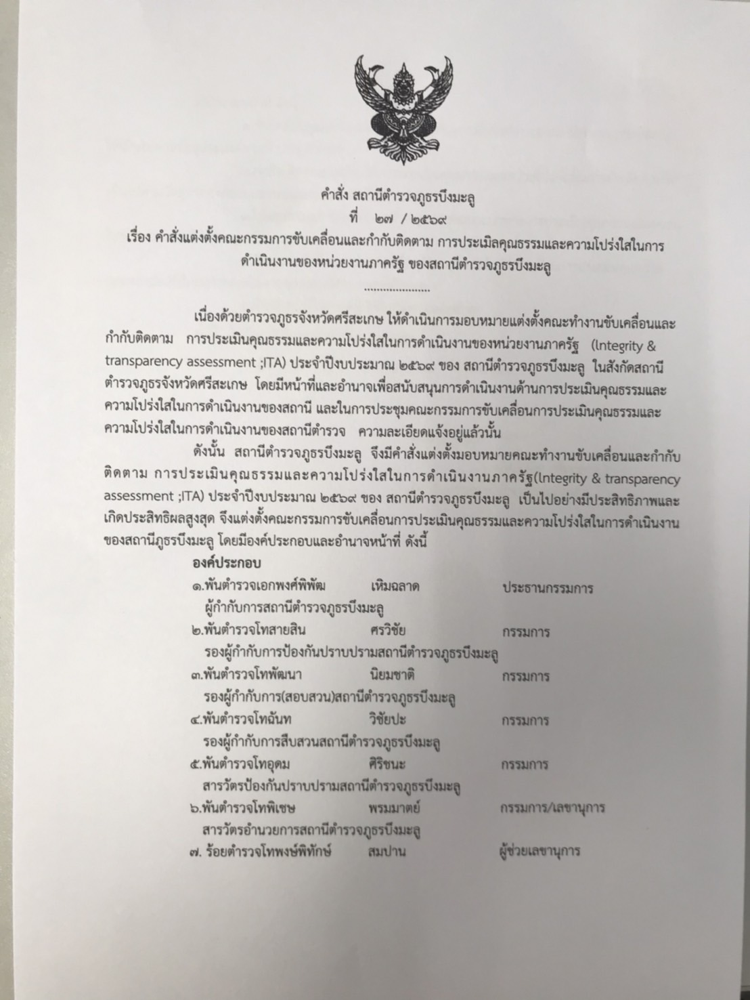 คำสั่ง สถานีตำรวจภูธรบึงมะลู
ที่ ๒๗ / ๒๕๖๙
เรื่อง คำสั่งแต่งตั้งคณะกรรมการขับเคลื่อนและกำกับติดตาม การประเมิลคุณธรรมและความโปร่งใสในการ
ดำเนินงานของหน่วยงานภาครัฐ ของสถานีตำรวจภูธรบึงมะลู
.....................
เนื่องด้วยตำรวจภูธรจังหวัดศรีสะเกษ ให้ดำเนินการมอบหมายแต่งตั้งคณะทำงานขับเคลื่อนและ
กำกับติดตาม การประเมินคุณธรรมและความโปร่งใสในการดำเนินงานของหน่วยงานภาครัฐ (lntegrity &
transparency assessment ;ITA) ประจำปีงบประมาณ ๒๕๖๙ ของ สถานีตำรวจภูธรบึงมะลู ในสังกัดสถานี
ตำรวจภูธรจังหวัดศรีสะเกษ โดยมีหน้าที่และอำนาจเพื่อสนับสนุนการดำเนินงานด้านการประเมินคุณธรรมและ
ความโปร่งใสในการดำเนินงานของสถานี และในการประชุมคณะกรรมการขับเคลื่อนการประเมินคุณธรรมและ
ความโปร่งใสในการดำเนินงานของสถานีตำรวจ ความละเอียดแจ้งอยู่แล้วนั้น
ดังนั้น สถานีตำรวจภูธรบึงมะลู จึงมีคำสั่งแต่งตั้งมอบหมายคณะทำงานขับเคลื่อนและกำกับ
ติดตาม การประเมินคุณธรรมและความโปร่งใสในการดำเนินงานภาครัฐ(lntegrity & transparency
assessment ;ITA) ประจำปีงบประมาณ ๒๕๖๙ ของ สถานีตำรวจภูธรบึงมะลู เป็นไปอย่างมีประสิทธิภาพและ
เกิดประสิทธิผลสูงสุด จึงแต่งตั้งคณะกรรมการขับเคลื่อนการประเมินคุณธรรมและความโปร่งใสในการดำเนินงาน
ของสถานีภูธรบึงมะลู โดยมีองค์ประกอบและอำนาจหน้าที่ ดังนี้
องค์ประกอบ
๑.พันตำรวจเอกพงศ์พิพัฒ เหิมฉลาด ประธานกรรมการ
ผู้กำกับการสถานีตำรวจภูธรบึงมะลู
๒.พันตำรวจโทสายสิน ศรวิชัย กรรมการ
รองผู้กำกับการป้องกันปราบปรามสถานีตำรวจภูธรบึงมะลู
๓.พันตำรวจโทพัฒนา นิยมชาติ กรรมการ
รองผู้กำกับการ(สอบสวน)สถานีตำรวจภูธรบึงมะลู
๔.พันตำรวจโทฉันท วิชัยปะ กรรมการ
รองผู้กำกับการสืบสวนสถานีตำรวจภูธรบึงมะลู
๕.พันตำรวจโทอุดม ศิริชนะ กรรมการ
สารวัตรป้องกันปราบปรามสถานีตำรวจภูธรบึงมะลู
๖.พันตำรวจโทพิเชษ พรมมาตย์ กรรมการ/เลขานุการ
สารวัตรอำนวยการสถานีตำรวจภูธรบึงมะลู
๗. ร้อยตำรวจโทพงษ์พิทักษ์ สมปาน ผู้ช่วยเลขานุการ